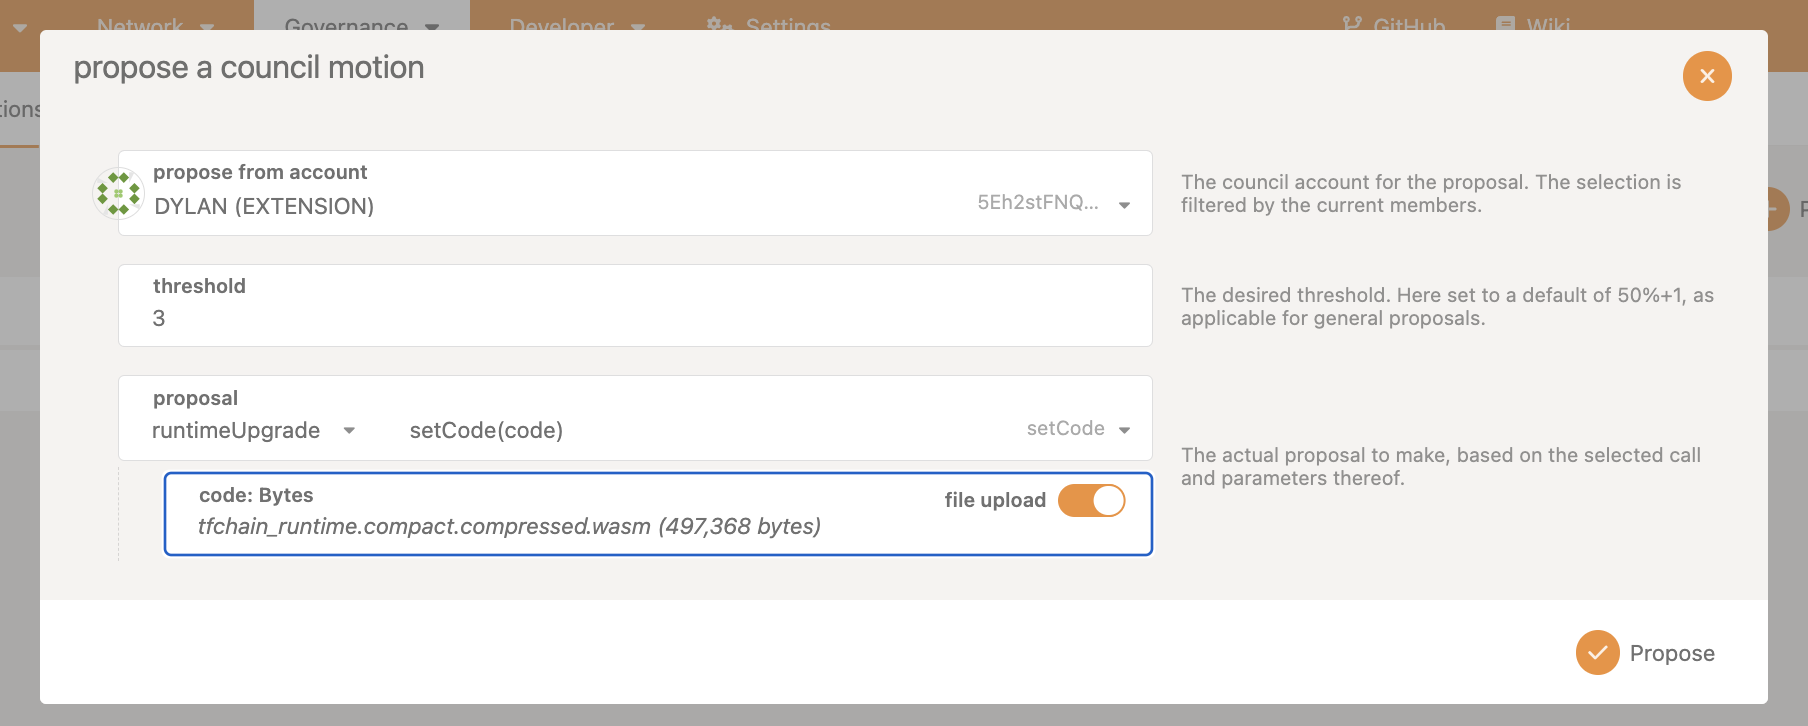 Network
Governance
Developer
Settings
GitHub
Wiki
propose a council motion
tions
propose from account
DYLAN (EXTENSION)
5Eh2stFNQ...
The council account for the proposal. The selection is
filtered by the current members.
threshold
3
The desired threshold. Here set to a default of 50%+1, as
applicable for general proposals.
proposal
runtimeUpgrade
setCode(code)
setCode
The actual proposal to make, based on the selected call
and parameters thereof.
code: Bytes
file upload
tfchain_runtime.compact.compressed.wasm (497,368 bytes)
Propose